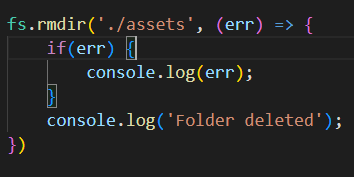 fs.rmdir('./assets', (err) => {
    if(err) {
        console.log(err);
    }
    console.log('Folder deleted');
})